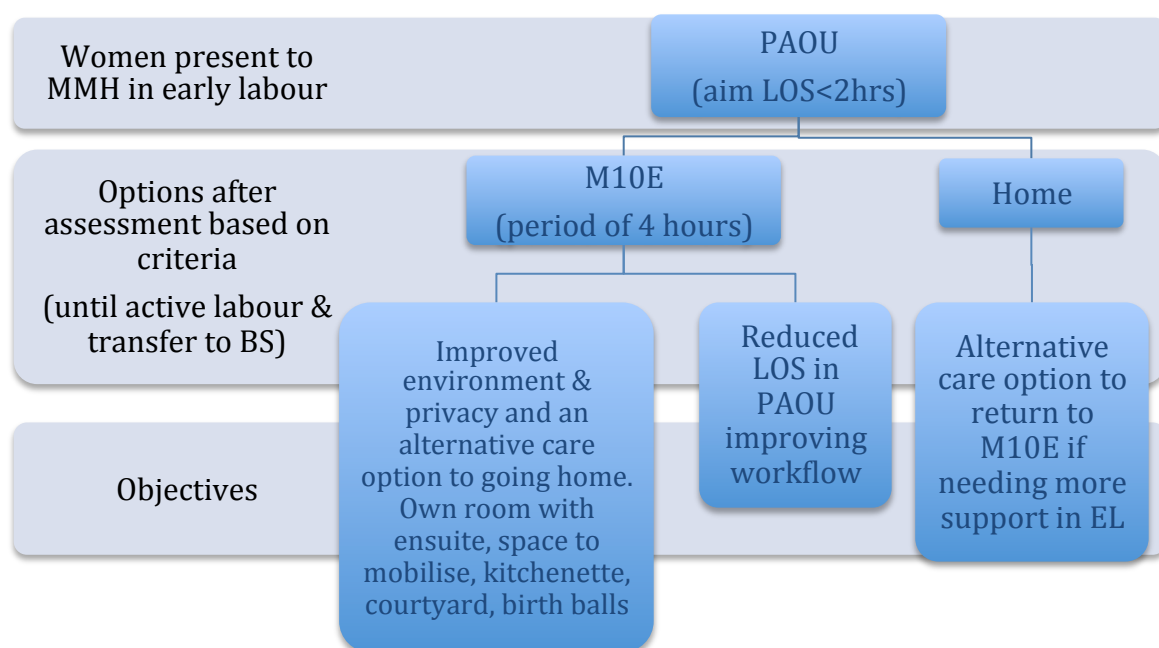 Women present to
MMH in early labour
PAOU
(aim LOS<2hrs)
Options after
assessment based on
criteria
(until active labour &
transfer to BS)
M10E
(period of 4 hours)
Home
Improved
environment &
privacy and an
alternative care
option to going home.
Own room with
ensuite, space to
mobilise, kitchenette,
courtyard, birth balls
Reduced
LOS in
PAOU
improving
workflow
Alternative
care option to
return to
M10E if
needing more
support in EL
Objectives